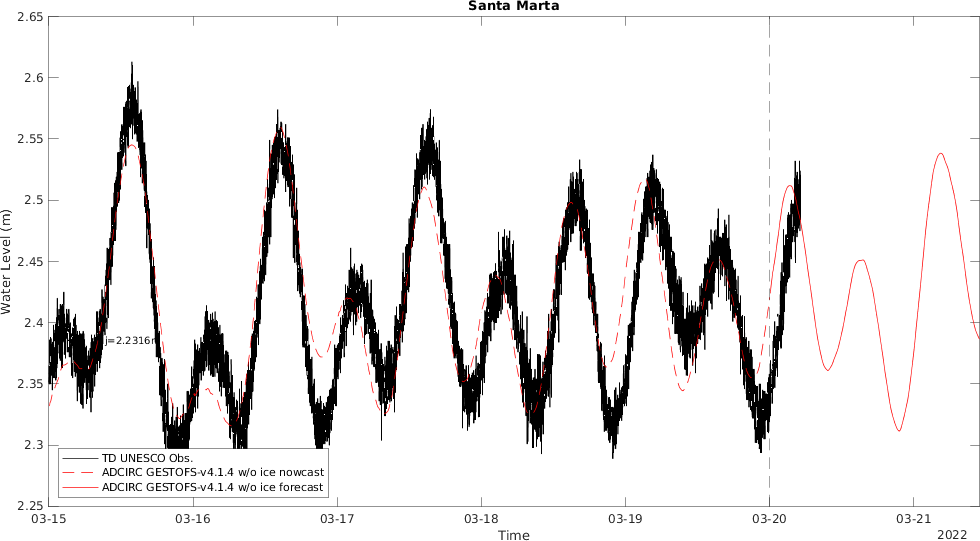 Santa Marta
2.65
2.6
2.55
2.5
2.45
2.4
2.35
2.3
2.25
Water Level (m)
j=2.2316
TD UNESCO Obs.
ADCIRC GESTOFS-v4.1.4 w/o ice nowcast
ADCIRC GESTOFS-v4.1.4 w/o ice forecast
03-15 03-16 03-17 03-18 03-19 03-20 03-21
Time
2022